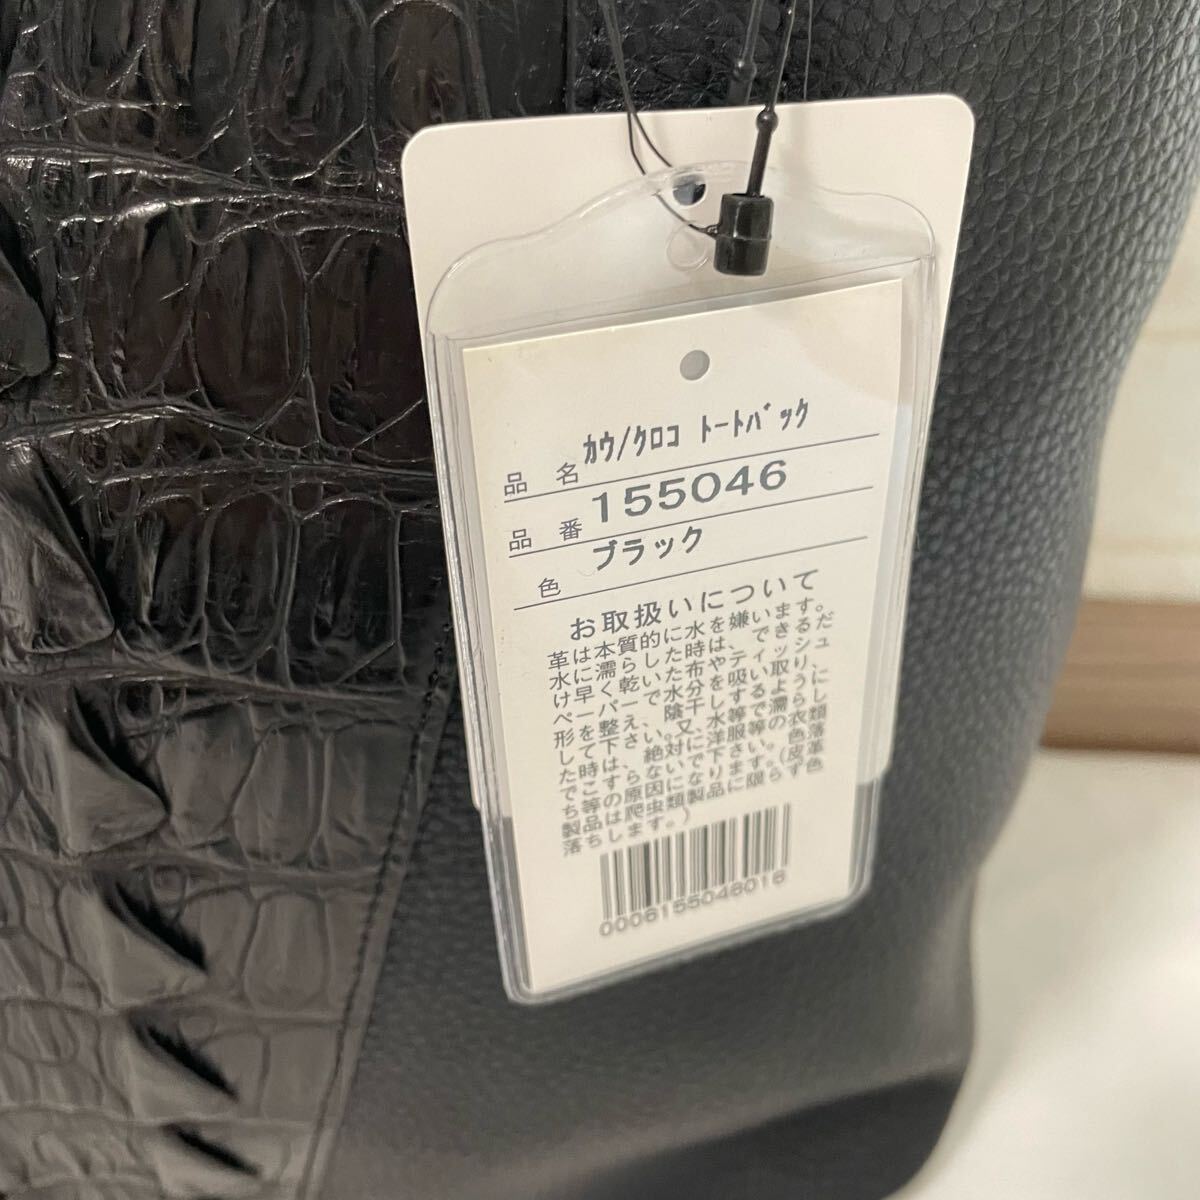 品名 ｶｳ/ｸﾛｺ ﾄｰﾄﾊﾞｯｸ
品番 155046
色 ブラック
お取扱いについて
革は本質的に水を嫌います。
水に濡らした時は、できるだ
け早く乾いた布やティッシュ
ペーパーで水分を吸い取り、
形を整え、陰干しするように
して下さい。又、水等で濡らし
た時は、絶対に洋服等の衣類
でこすらないで下さい。色落
ち等の原因になります。(皮革
製品は爬虫類製品に限らず色
落ちします。)
0006155046016